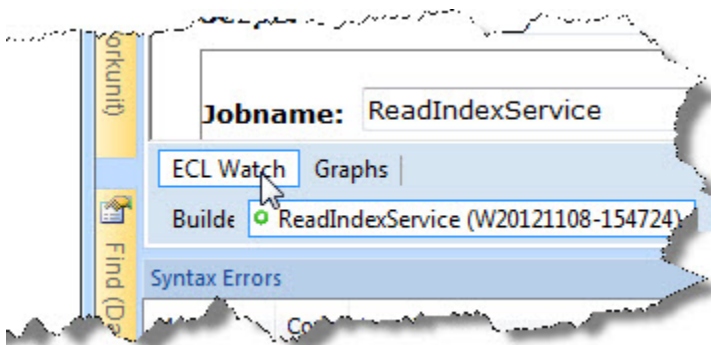 orkunit)
Jobname: ReadIndexService
ECL Watch Graphs
Builde ReadIndexService (W20121108-154724)
Find (Da
Syntax Errors
Co